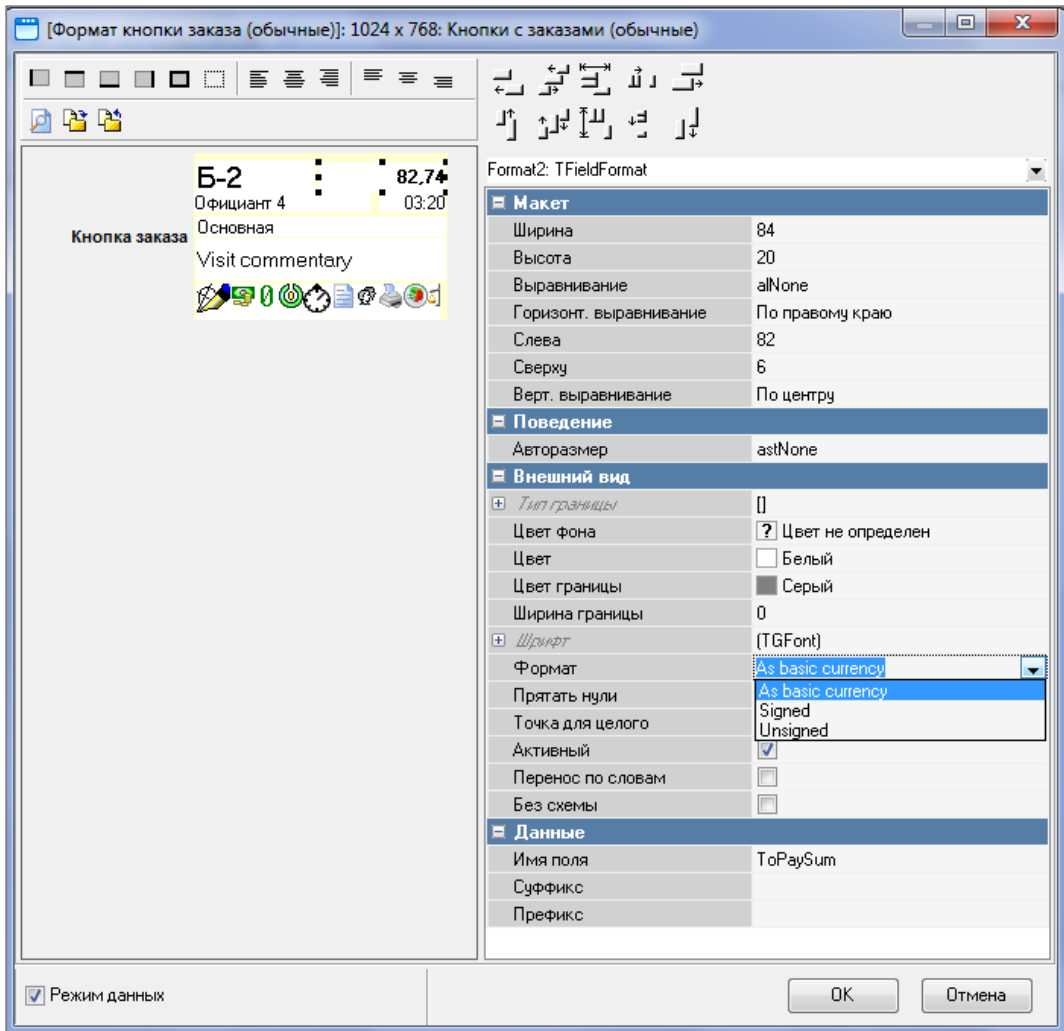 [Формат кнопки заказа (обычные)]: 1024 x 768: Кнопки с заказами (обычные)
Кнопка заказа
Б-2 82,74
Официант 4 03:20
Основная
Visit commentary
Format2: TFieldFormat
Макет
Ширина 84
Высота 20
Выравнивание alNone
Горизонт. выравнивание По правому краю
Слева 82
Сверху 6
Верт. выравнивание По центру
Поведение
Авторазмер astNone
Внешний вид
Тип границы []
Цвет фона ? Цвет не определен
Цвет Белый
Цвет границы Серый
Ширина границы 0
Шрифт (TGFont)
Формат As basic currency
Прятать нули As basic currency
Signed
Точка для целого Unsigned
Активный
Перенос по словам
Без схемы
Данные
Имя поля ToPaySum
Суффикс
Префикс
Режим данных
OK Отмена